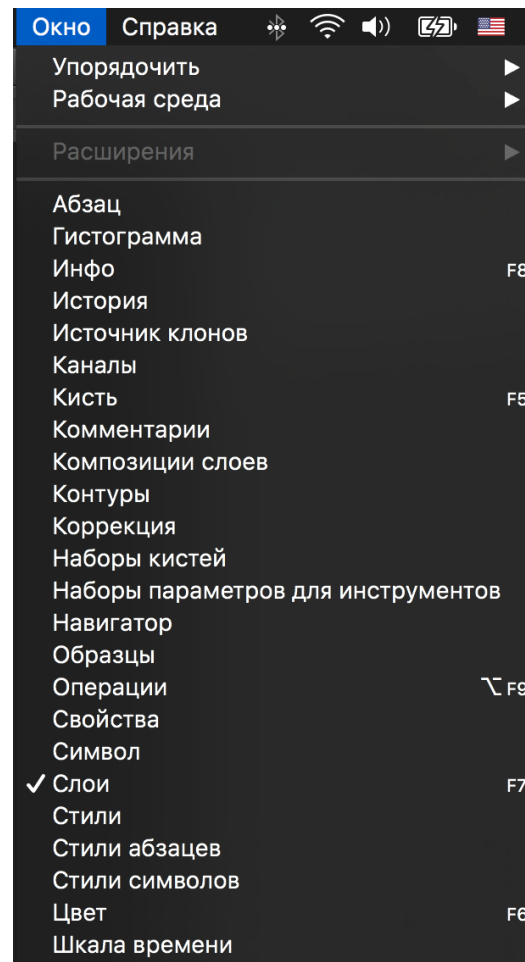 Окно Справка
Упорядочить
Рабочая среда
Расширения
Абзац
Гистограмма
Инфо F8
История
Источник клонов
Каналы
Кисть F5
Комментарии
Композиции слоев
Контуры
Коррекция
Наборы кистей
Наборы параметров для инструментов
Навигатор
Образцы
Операции ⌥ F9
Свойства
Символ
✓ Слои F7
Стили
Стили абзацев
Стили символов
Цвет F6
Шкала времени